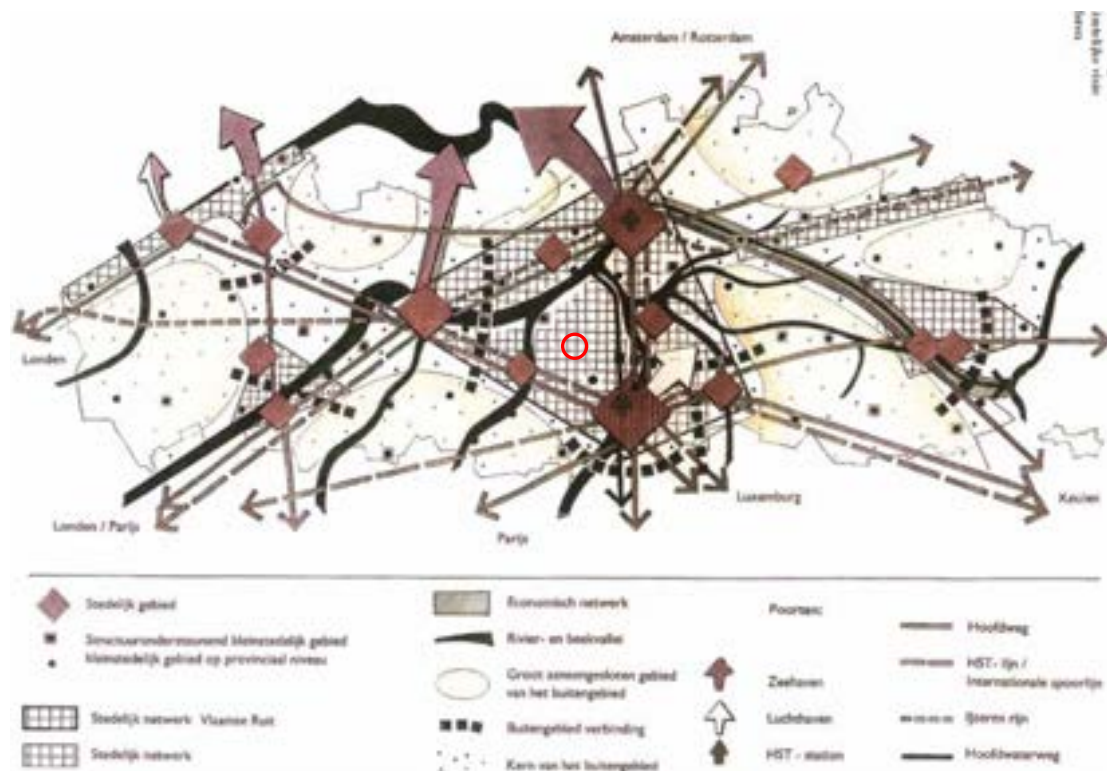 Amsterdam / Rotterdam
Londen
Londen / Parijs
Parijs
Luxemburg
Keulen
Stedelijk gebied
Structuurondersteunend kleinstedelijk gebied
kleinstedelijk gebied op provinciaal niveau
Stedelijk netwerk Vlaamse Ruit
Stedelijk netwerk
Economisch netwerk
Rivier- en beekvallei
Groot aaneengesloten gebied
van het buitengebied
Buitengebied verbinding
Kern van het buitengebied
Poorten:
Zeehaven
Luchthaven
HST - station
Hoofdweg
HST- lijn /
Internationale spoorlijn
IJzeren rijn
Hoofdwaterweg